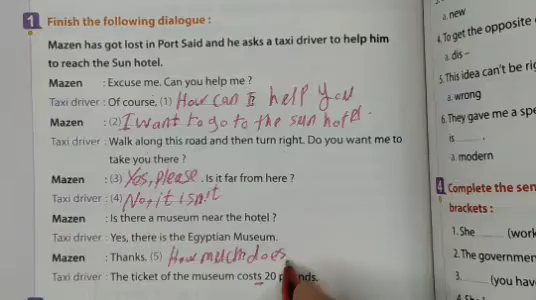 1 Finish the following dialogue :
Mazen has got lost in Port Said and he asks a taxi driver to help him
to reach the Sun hotel.
Mazen : Excuse me. Can you help me ?
Taxi driver : Of course, (1) How can I help you
Mazen : (2) I want to go to the sun hotel.
Taxi driver : Walk along this road and then turn right. Do you want me to
take you there ?
Mazen : (3) Yes, please. Is it far from here ?
Taxi driver : (4) No, it isn't
Mazen : Is there a museum near the hotel ?
Taxi driver : Yes, there is the Egyptian Museum.
Mazen : Thanks. (5) How much does
Taxi driver : The ticket of the museum costs 20 p nds.
a. new
4. To get the opposite
a. dis –
5. This idea can't be ri
a. wrong
6. They gave me a spe
is ........ .
a. modern
4 Complete the sen
brackets :
1. She ........ (work
2. The governmen
3. ........ (you hav